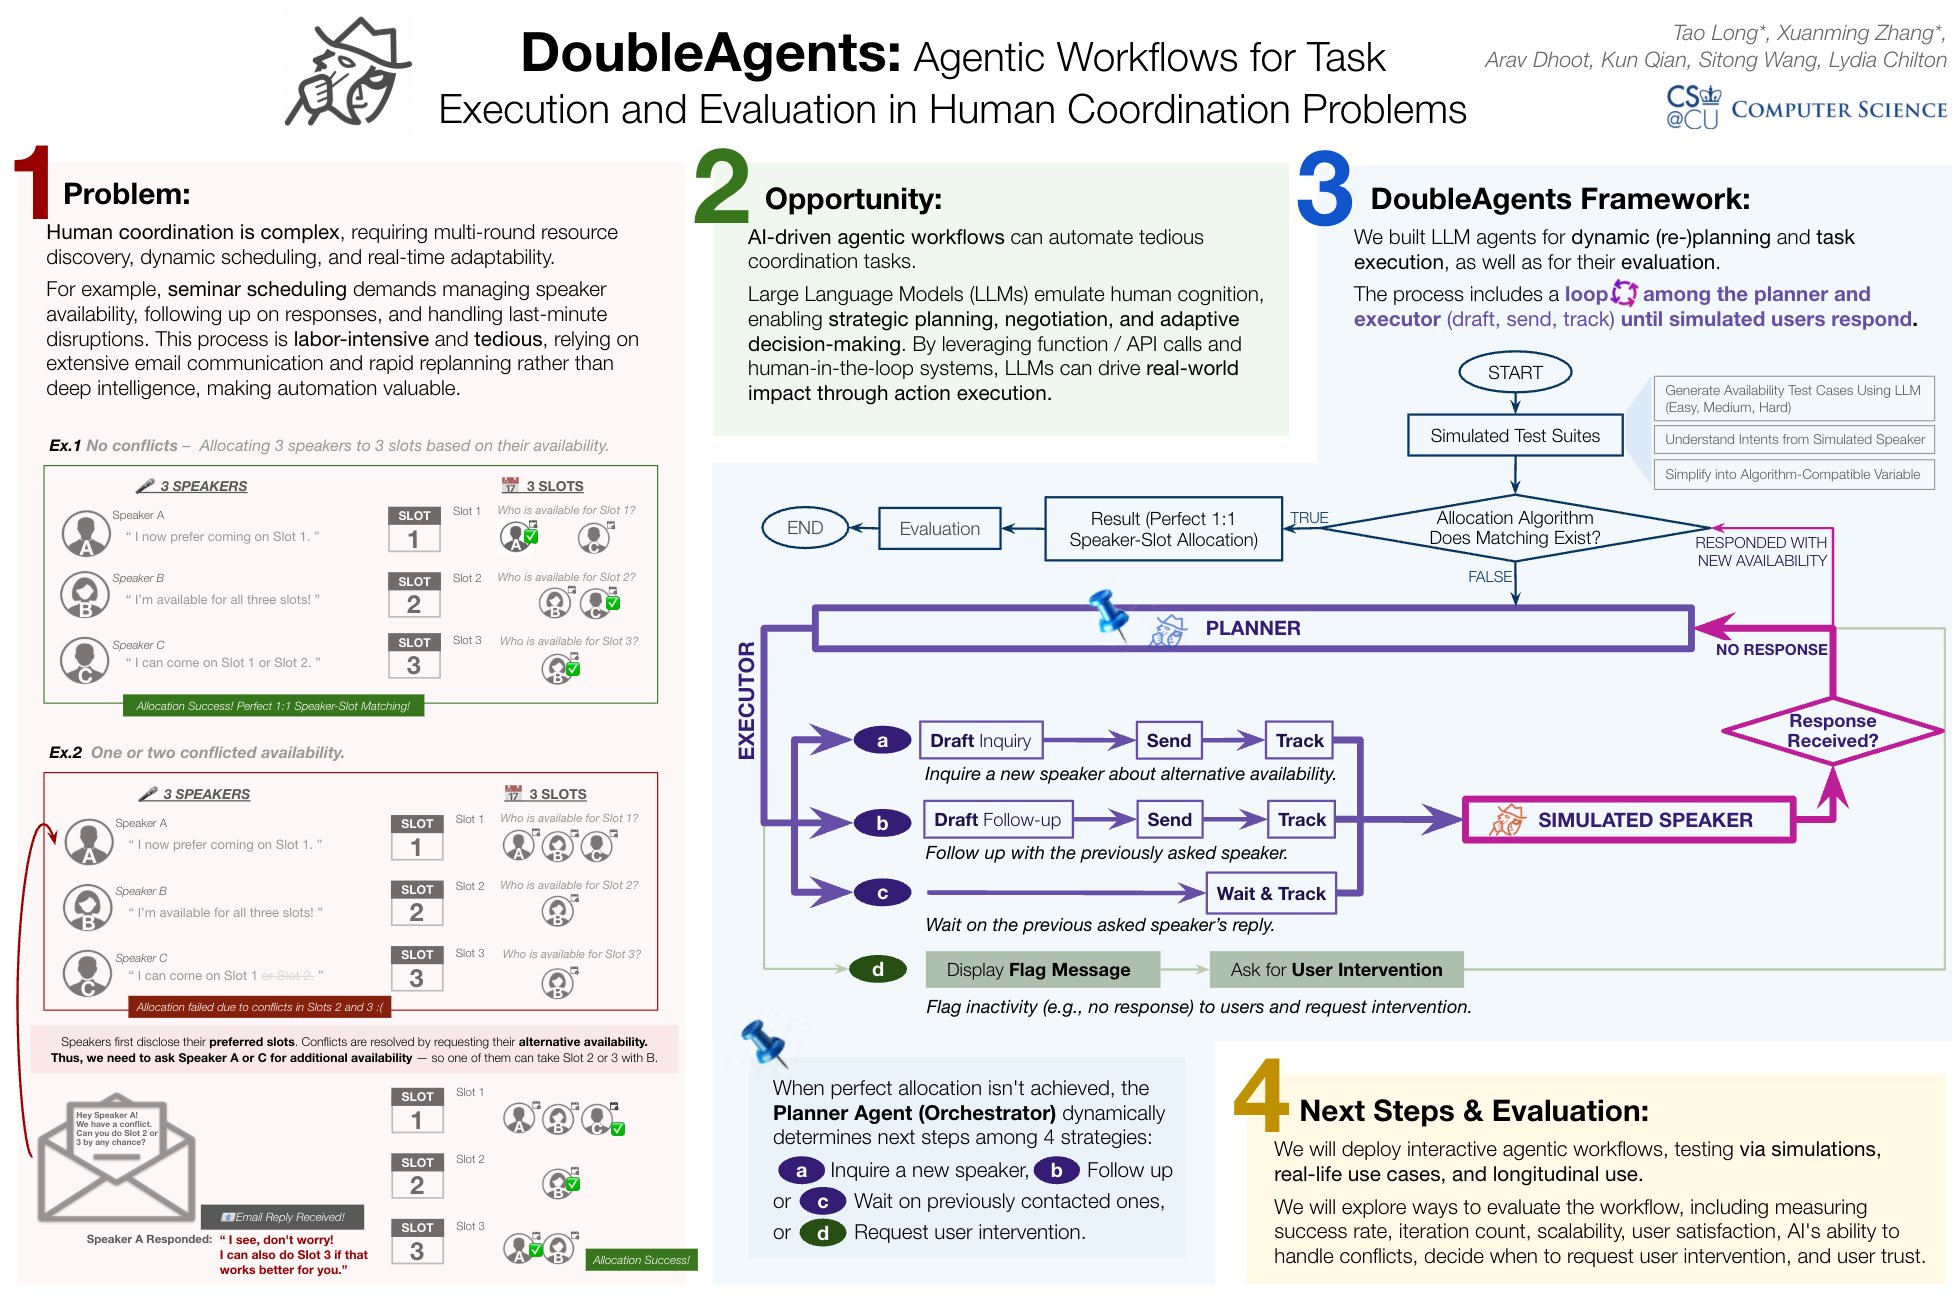 DoubleAgents: Agentic Workflows for Task
Execution and Evaluation in Human Coordination Problems
Tao Long*, Xuanming Zhang*,
Arav Dhoot, Kun Qian, Sitong Wang, Lydia Chilton
CS
@CU
COMPUTER SCIENCE
1
Problem:
Human coordination is complex, requiring multi-round resource
discovery, dynamic scheduling, and real-time adaptability.
For example, seminar scheduling demands managing speaker
availability, following up on responses, and handling last-minute
disruptions. This process is labor-intensive and tedious, relying on
extensive email communication and rapid replanning rather than
deep intelligence, making automation valuable.
Ex.1 No conflicts – Allocating 3 speakers to 3 slots based on their availability.
3 SPEAKERS
17
3 SLOTS
Speaker A
A
“ I now prefer coming on Slot 1. ”
SLOT
1
Slot 1
Who is available for Slot 1?
A
C
Speaker B
B
“ I'm available for all three slots! ”
SLOT
2
Slot 2
Who is available for Slot 2?
B
C
Speaker C
C
“ I can come on Slot 1 or Slot 2. ”
SLOT
3
Slot 3
Who is available for Slot 3?
B
Allocation Success! Perfect 1:1 Speaker-Slot Matching!
Ex.2 One or two conflicted availability.
3 SPEAKERS
17
3 SLOTS
Speaker A
A
“ I now prefer coming on Slot 1. ”
SLOT
1
Slot 1
Who is available for Slot 1?
A
B
C
Speaker B
B
“ I'm available for all three slots! ”
SLOT
2
Slot 2
Who is available for Slot 2?
B
Speaker C
C
“ I can come on Slot 1 or Slot 2. ”
SLOT
3
Slot 3
Who is available for Slot 3?
B
Allocation failed due to conflicts in Slots 2 and 3 :(
Speakers first disclose their preferred slots. Conflicts are resolved by requesting their alternative availability.
Thus, we need to ask Speaker A or C for additional availability — so one of them can take Slot 2 or 3 with B.
Hey Speaker A!
We have a conflict.
Can you do Slot 2 or
3 by any chance?
SLOT
1
Slot 1
A
B
C
SLOT
2
Slot 2
B
SLOT
3
Slot 3
A
B
Email Reply Received!
Speaker A Responded: “ I see, don't worry!
I can also do Slot 3 if that
works better for you.”
Allocation Success!
2
Opportunity:
AI-driven agentic workflows can automate tedious
coordination tasks.
Large Language Models (LLMs) emulate human cognition,
enabling strategic planning, negotiation, and adaptive
decision-making. By leveraging function / API calls and
human-in-the-loop systems, LLMs can drive real-world
impact through action execution.
3
DoubleAgents Framework:
We built LLM agents for dynamic (re-)planning and task
execution, as well as for their evaluation.
The process includes a loop among the planner and
executor (draft, send, track) until simulated users respond.
START
Simulated Test Suites
Generate Availability Test Cases Using LLM
(Easy, Medium, Hard)
Understand Intents from Simulated Speaker
Simplify into Algorithm-Compatible Variable
Allocation Algorithm
Does Matching Exist?
TRUE
Result (Perfect 1:1
Speaker-Slot Allocation)
Evaluation
END
FALSE
RESPONDED WITH
NEW AVAILABILITY
PLANNER
NO RESPONSE
EXECUTOR
Response
Received?
a
Draft Inquiry
Send
Track
Inquire a new speaker about alternative availability.
b
Draft Follow-up
Send
Track
Follow up with the previously asked speaker.
SIMULATED SPEAKER
c
Wait & Track
Wait on the previous asked speaker's reply.
d
Display Flag Message
Ask for User Intervention
Flag inactivity (e.g., no response) to users and request intervention.
When perfect allocation isn't achieved, the
Planner Agent (Orchestrator) dynamically
determines next steps among 4 strategies:
a Inquire a new speaker, b Follow up
or c Wait on previously contacted ones,
or d Request user intervention.
4
Next Steps & Evaluation:
We will deploy interactive agentic workflows, testing via simulations,
real-life use cases, and longitudinal use.
We will explore ways to evaluate the workflow, including measuring
success rate, iteration count, scalability, user satisfaction, AI's ability to
handle conflicts, decide when to request user intervention, and user trust.